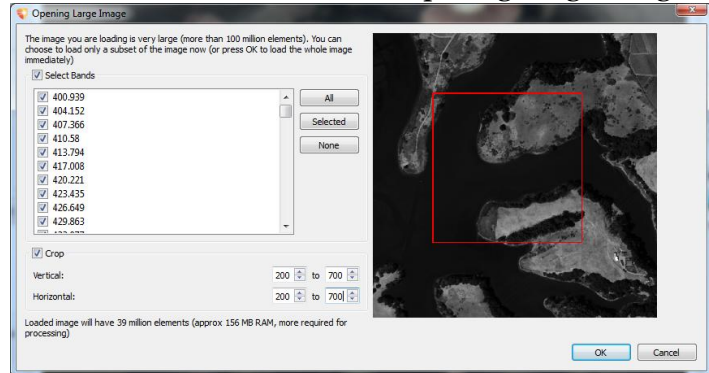 Opening Large Image
The image you are loading is very large (more than 100 million elements). You can
choose to load only a subset of the image now (or press OK to load the whole image
immediately)
Select Bands
400.939
404.152
407.366
410.58
413.794
417.008
420.221
423.435
426.649
429.863
All
Selected
None
Crop
Vertical: 200 to 700
Horizontal: 200 to 700
Loaded image will have 39 million elements (approx 156 MB RAM, more required for
processing)
OK Cancel